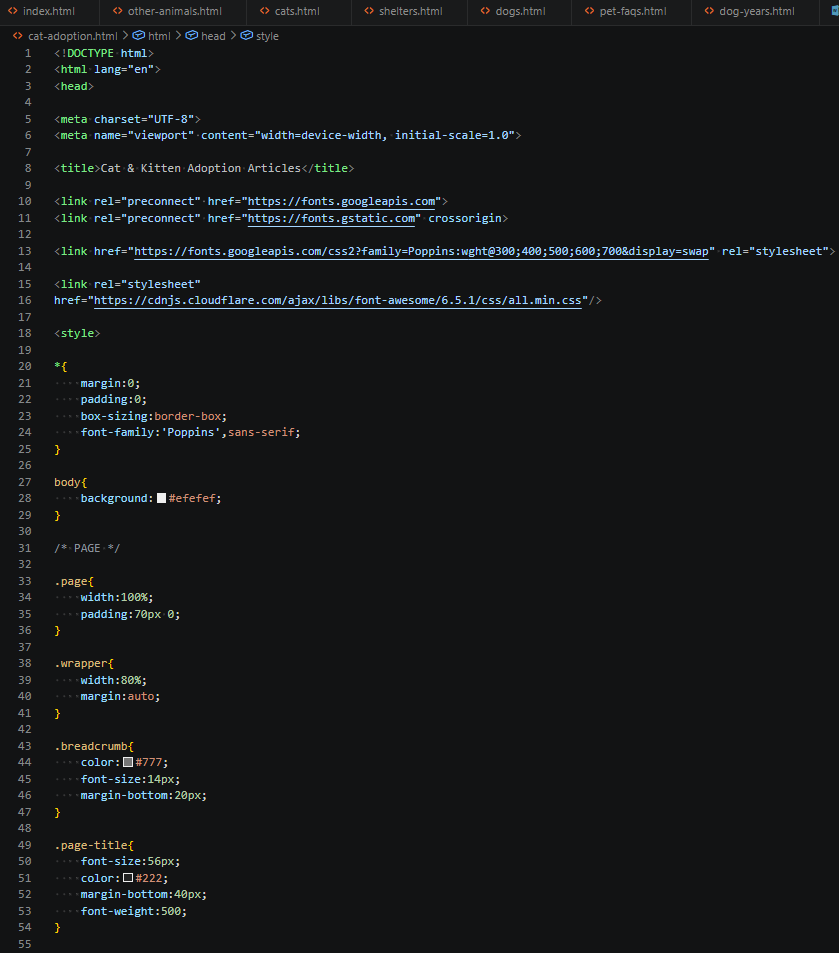 index.html other-animals.html cats.html shelters.html dogs.html pet-faqs.html dog-years.html
cat-adoption.html > html > head > style
1 <!DOCTYPE html>
2 <html lang="en">
3 <head>
4
5 <meta charset="UTF-8">
6 <meta name="viewport" content="width=device-width, initial-scale=1.0">
7
8 <title>Cat & Kitten Adoption Articles</title>
9
10 <link rel="preconnect" href="https://fonts.googleapis.com">
11 <link rel="preconnect" href="https://fonts.gstatic.com" crossorigin>
12
13 <link href="https://fonts.googleapis.com/css2?family=Poppins:wght@300;400;500;600;700&display=swap" rel="stylesheet">
14
15 <link rel="stylesheet"
16 href="https://cdnjs.cloudflare.com/ajax/libs/font-awesome/6.5.1/css/all.min.css"/>
17
18 <style>
19
20 *{
21     margin:0;
22     padding:0;
23     box-sizing:border-box;
24     font-family:'Poppins',sans-serif;
25 }
26
27 body{
28     background:#efefef;
29 }
30
31 /* PAGE */
32
33 .page{
34     width:100%;
35     padding:70px 0;
36 }
37
38 .wrapper{
39     width:80%;
40     margin:auto;
41 }
42
43 .breadcrumb{
44     color:#777;
45     font-size:14px;
46     margin-bottom:20px;
47 }
48
49 .page-title{
50     font-size:56px;
51     color:#222;
52     margin-bottom:40px;
53     font-weight:500;
54 }
55